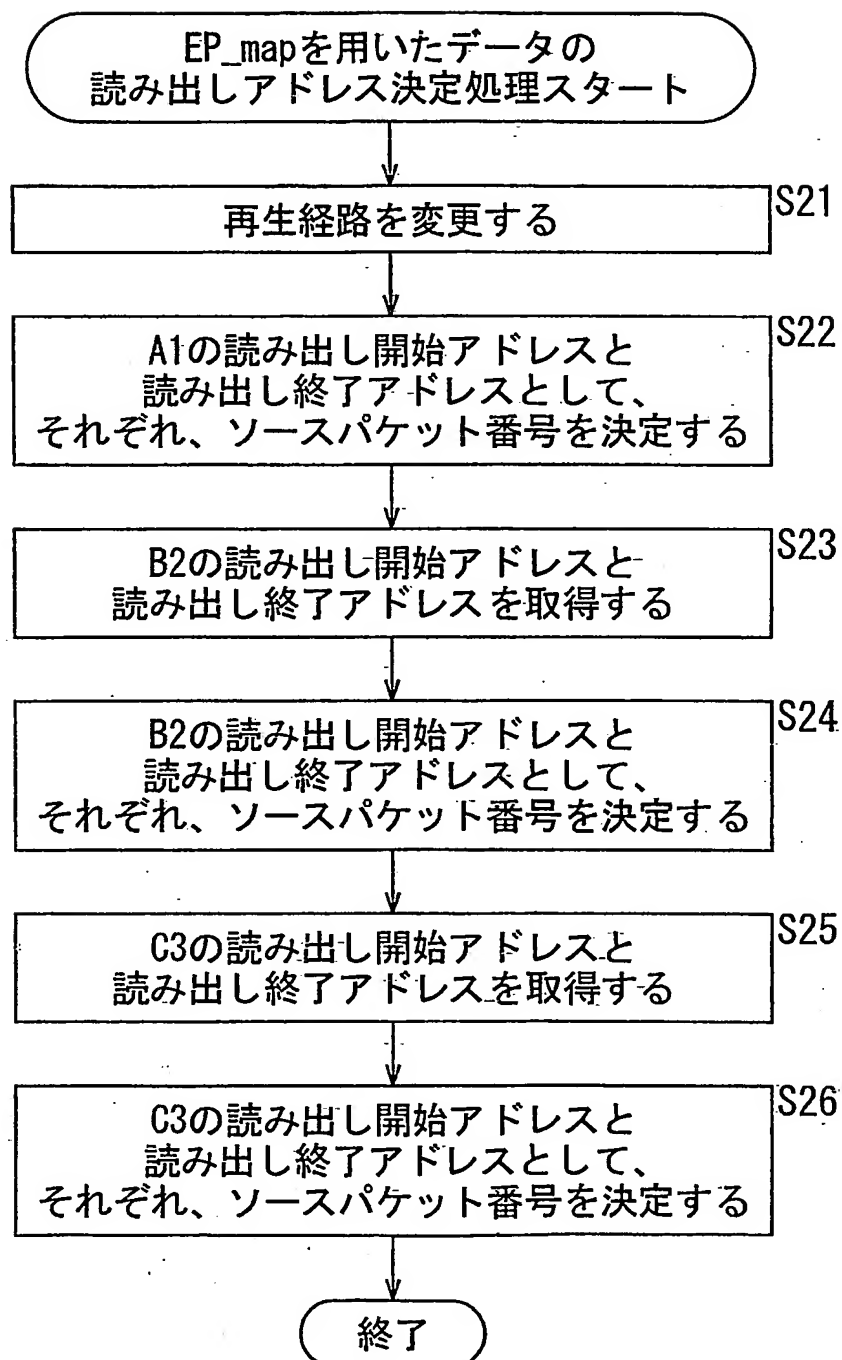 EP_mapを用いたデータの
読み出しアドレス決定処理スタート
再生経路を変更する
S21
A1の読み出し開始アドレスと
読み出し終了アドレスとして、
それぞれ、ソースパケット番号を決定する
S22
B2の読み出し開始アドレスと
読み出し終了アドレスを取得する
S23
B2の読み出し開始アドレスと
読み出し終了アドレスとして、
それぞれ、ソースパケット番号を決定する
S24
C3の読み出し開始アドレスと
読み出し終了アドレスを取得する
S25
C3の読み出し開始アドレスと
読み出し終了アドレスとして、
それぞれ、ソースパケット番号を決定する
S26
終了